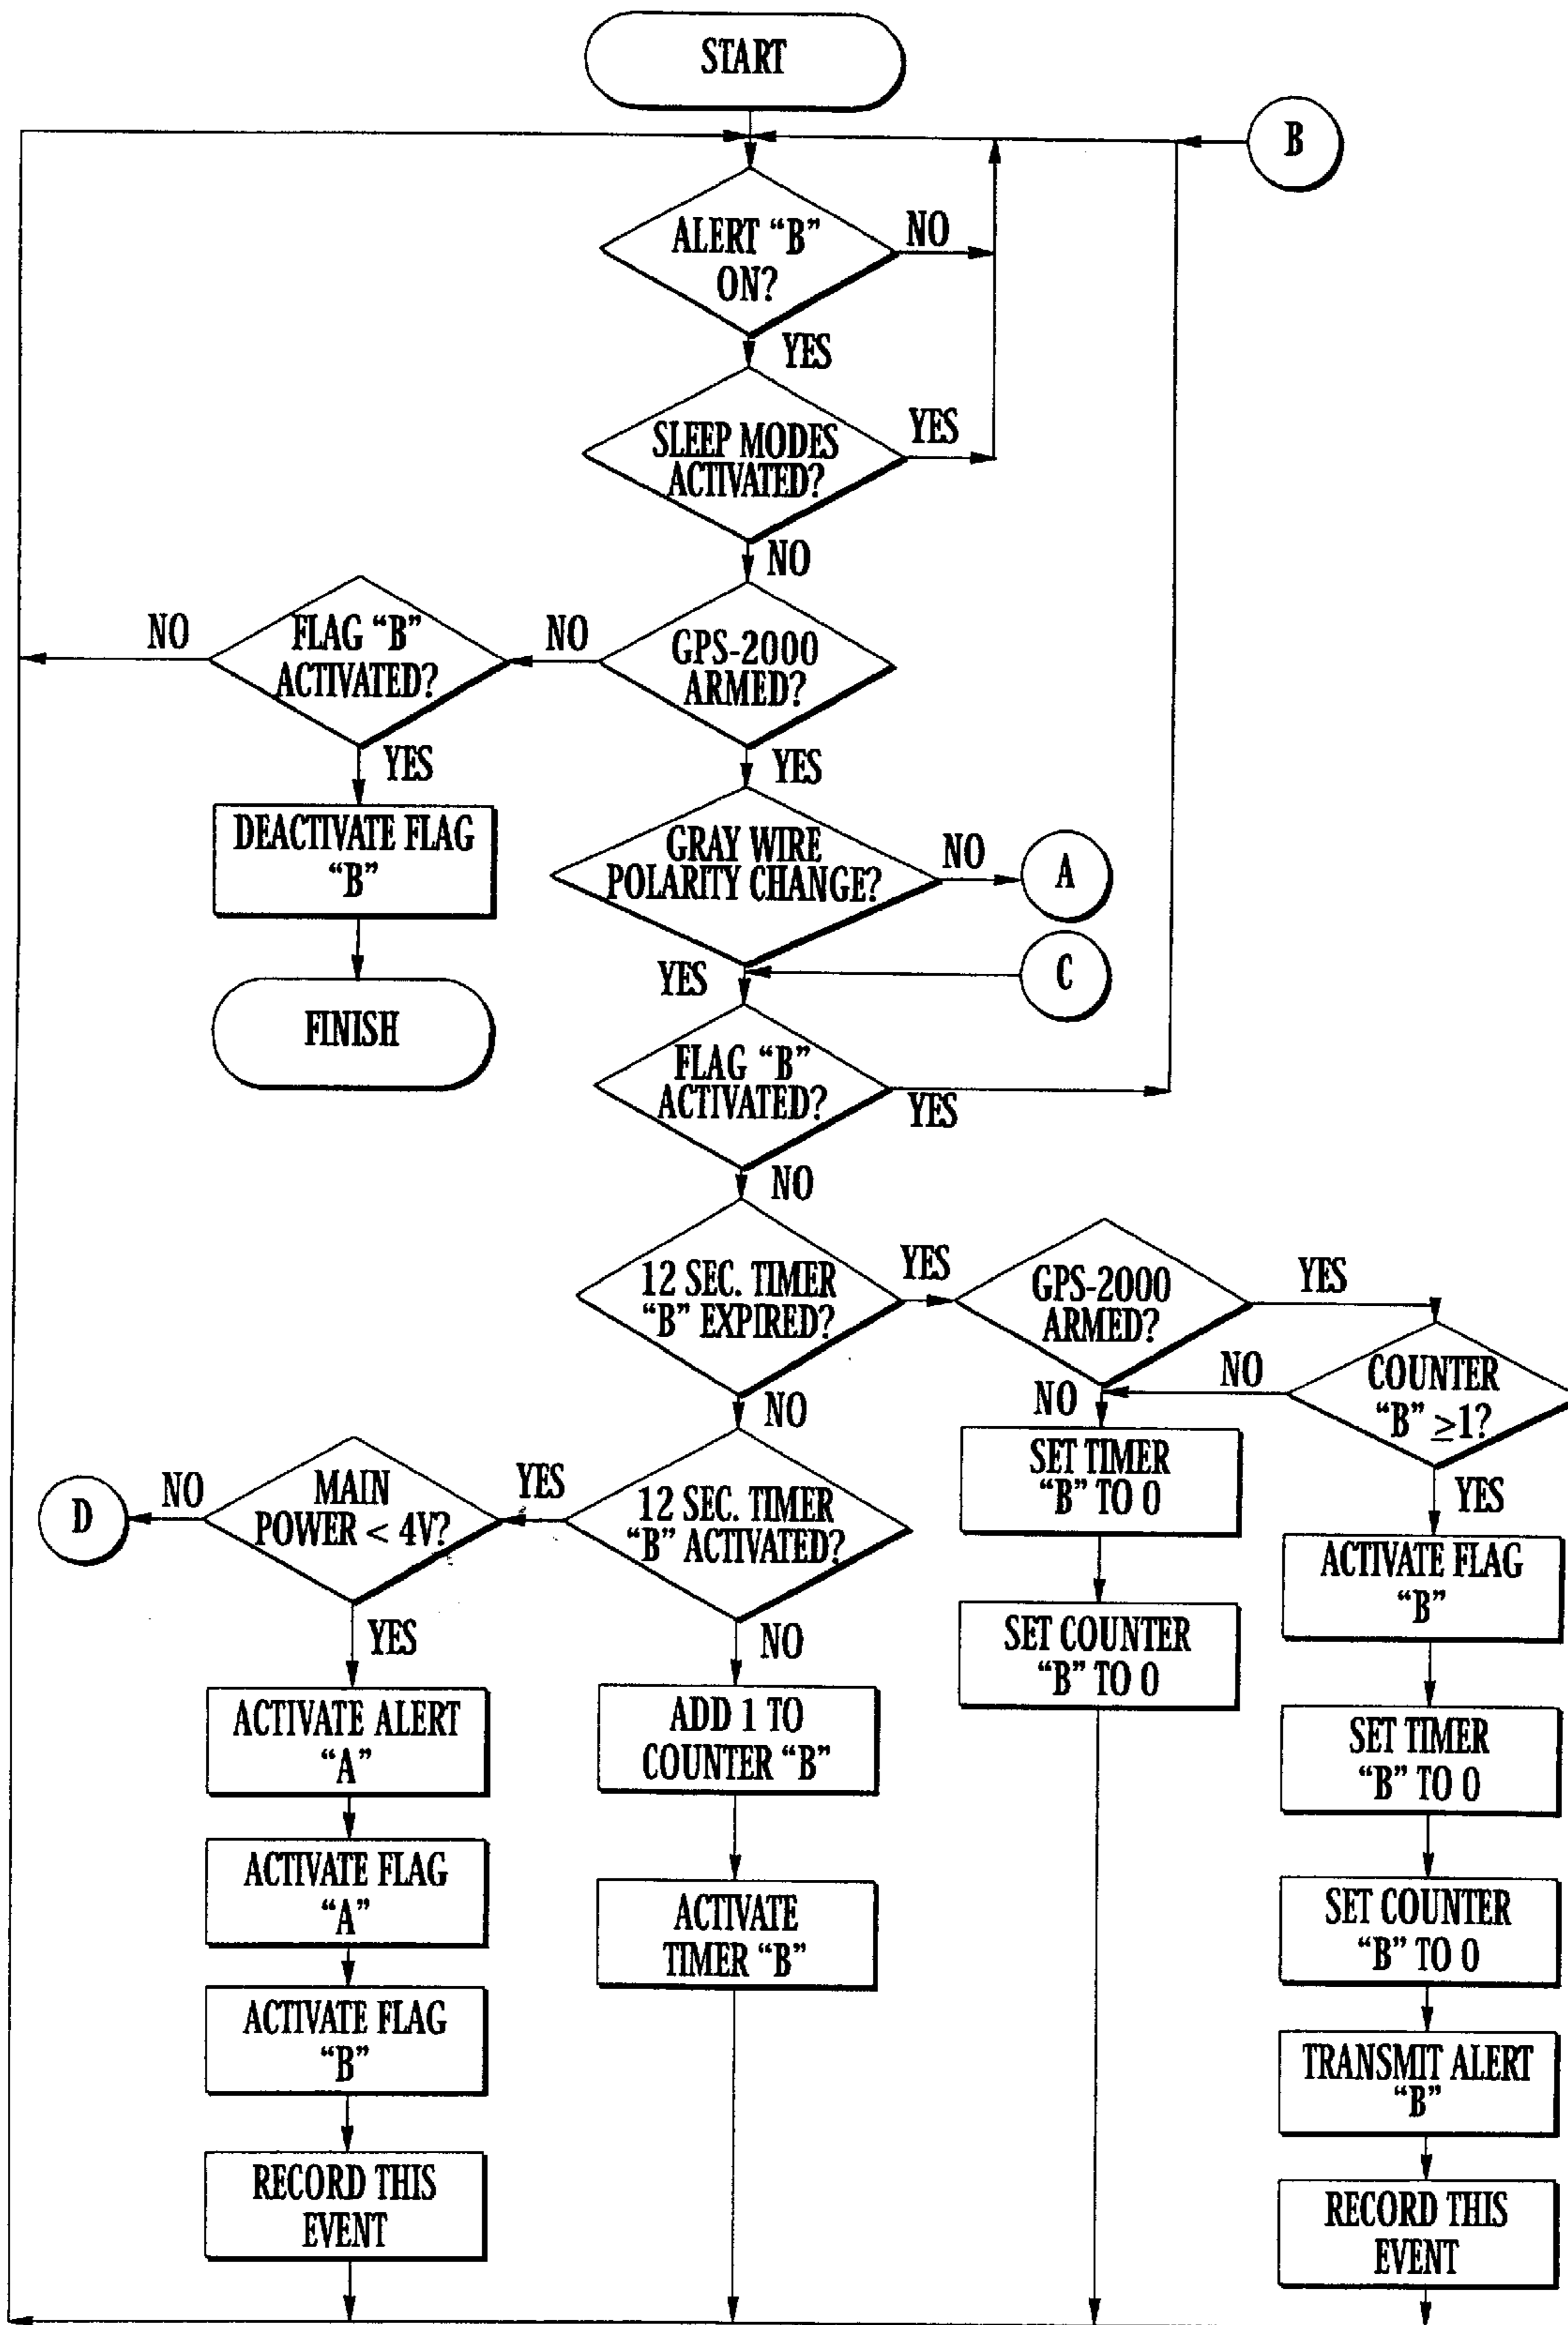 START
B
ALERT “B”
ON?
NO
YES
SLEEP MODES
ACTIVATED?
YES
NO
GPS-2000
ARMED?
NO
FLAG “B”
ACTIVATED?
NO
YES
DEACTIVATE FLAG
“B”
FINISH
YES
GRAY WIRE
POLARITY CHANGE?
NO
A
YES
C
FLAG “B”
ACTIVATED?
YES
NO
12 SEC. TIMER
“B” EXPIRED?
YES
GPS-2000
ARMED?
YES
COUNTER
“B” ≥1?
NO
NO
SET TIMER
“B” TO 0
SET COUNTER
“B” TO 0
YES
ACTIVATE FLAG
“B”
SET TIMER
“B” TO 0
SET COUNTER
“B” TO 0
TRANSMIT ALERT
“B”
RECORD THIS
EVENT
NO
12 SEC. TIMER
“B” ACTIVATED?
YES
MAIN
POWER < 4V?
NO
D
YES
ACTIVATE ALERT
“A”
ACTIVATE FLAG
“A”
ACTIVATE FLAG
“B”
RECORD THIS
EVENT
NO
ADD 1 TO
COUNTER “B”
ACTIVATE
TIMER “B”